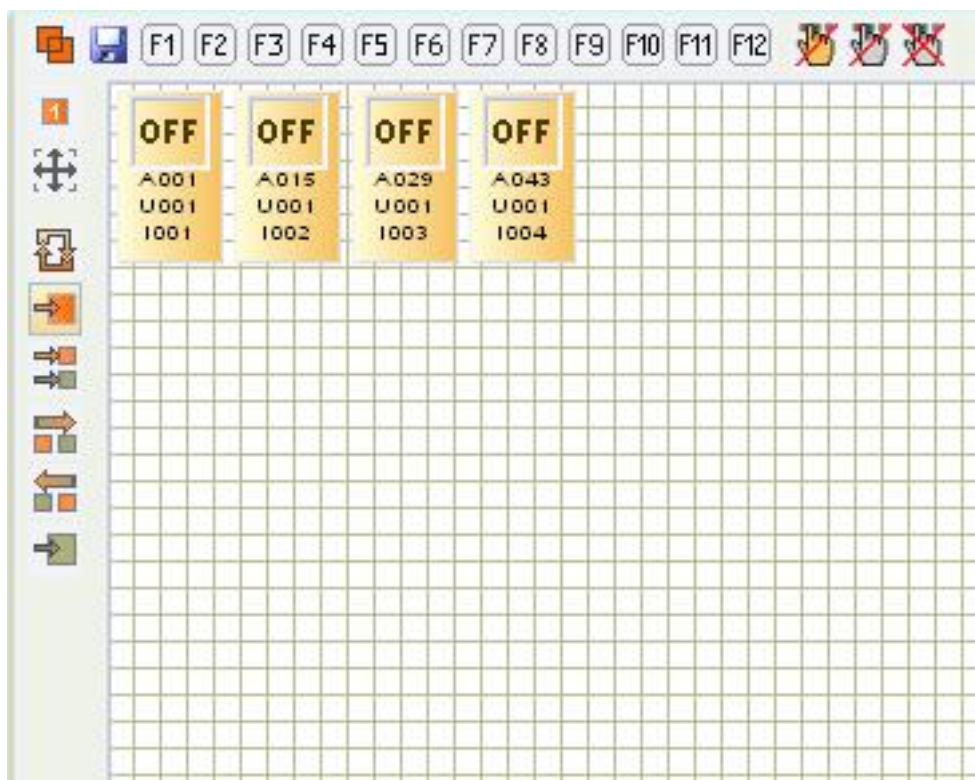 F1 F2 F3 F4 F5 F6 F7 F8 F9 F10 F11 F12
1
OFF OFF OFF OFF
A001 A015 A029 A043
U001 U001 U001 U001
I001 I002 I003 I004